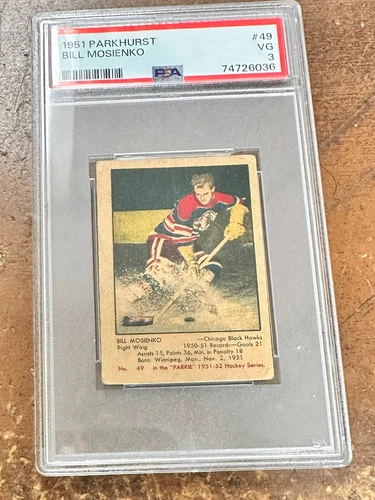 1951 PARKHURST #49
BILL MOSIENKO VG
3
PSA 74726036
BILL MOSIENKO —Chicago Black Hawks
Right Wing 1950-51 Record:—Goals 21
Assists 15, Points 36, Min. in Penalty 18
Born: Winnipeg, Man., Nov. 2, 1921
No. 49 in the "PARKIE" 1951-52 Hockey Series.